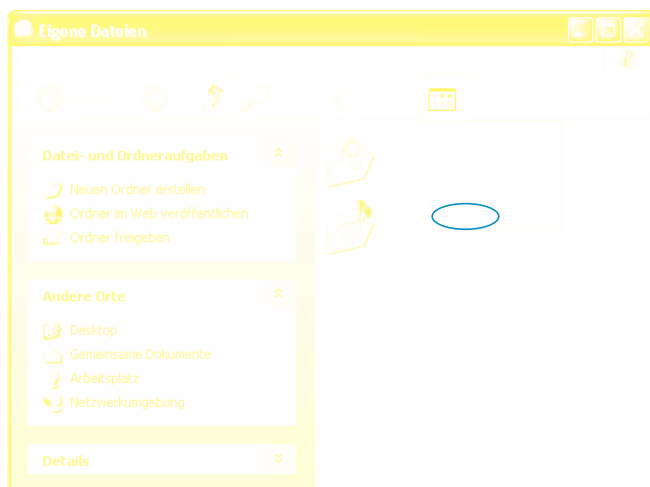 Eigene Dateien
Datei- und Ordneraufgaben
Neuen Ordner erstellen
Ordner im Web veröffentlichen
Ordner freigeben
Andere Orte
Desktop
Gemeinsame Dokumente
Arbeitsplatz
Netzwerkumgebung
Details